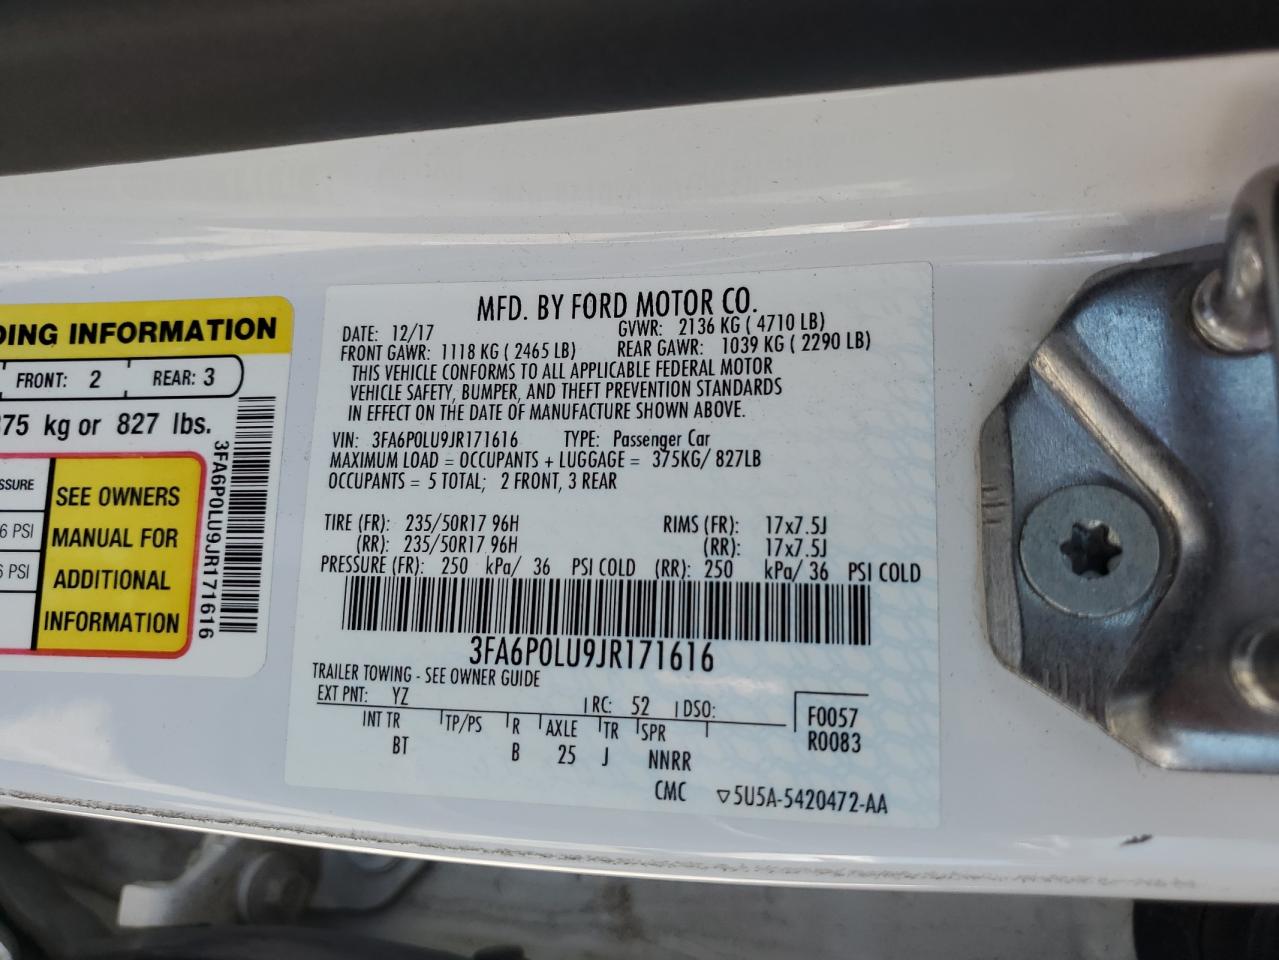 DING INFORMATION
FRONT: 2 REAR: 3
375 kg or 827 lbs.
SSURE
6 PSI
6 PSI
SEE OWNERS
MANUAL FOR
ADDITIONAL
INFORMATION
3FA6P0LU9JR171616
MFD. BY FORD MOTOR CO.
DATE: 12/17 GVWR: 2136 KG ( 4710 LB)
FRONT GAWR: 1118 KG ( 2465 LB) REAR GAWR: 1039 KG ( 2290 LB)
THIS VEHICLE CONFORMS TO ALL APPLICABLE FEDERAL MOTOR
VEHICLE SAFETY, BUMPER, AND THEFT PREVENTION STANDARDS
IN EFFECT ON THE DATE OF MANUFACTURE SHOWN ABOVE.
VIN: 3FA6P0LU9JR171616 TYPE: Passenger Car
MAXIMUM LOAD = OCCUPANTS + LUGGAGE = 375KG/ 827LB
OCCUPANTS = 5 TOTAL; 2 FRONT, 3 REAR
TIRE (FR): 235/50R17 96H RIMS (FR): 17x7.5J
(RR): 235/50R17 96H (RR): 17x7.5J
PRESSURE (FR): 250 kPa/ 36 PSI COLD (RR): 250 kPa/ 36 PSI COLD
3FA6P0LU9JR171616
TRAILER TOWING - SEE OWNER GUIDE
EXT PNT: YZ RC: 52 DSO: F0057
INT TR TP/PS R AXLE TR SPR R0083
BT B 25 J NNRR
CMC ▽5U5A-5420472-AA